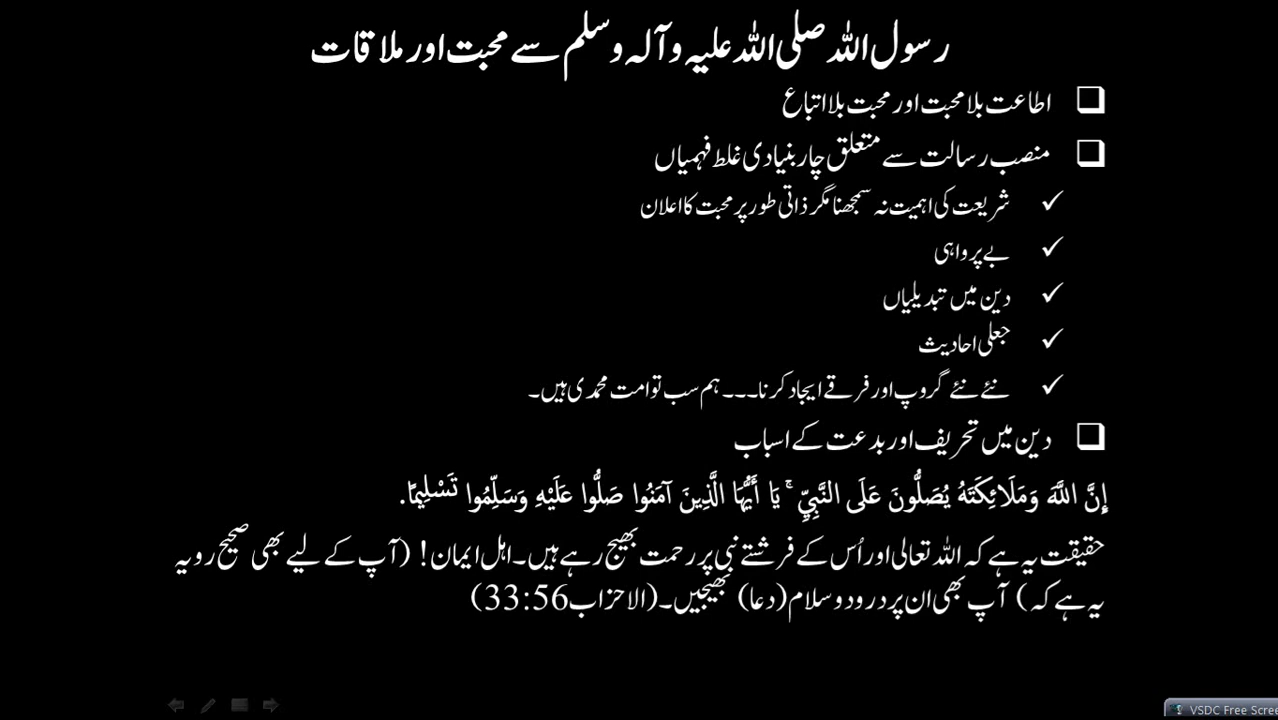 رسول اللہ صلی اللہ علیہ وآلہ وسلم سے محبت اور ملاقات
❑ اطاعت بلا محبت اور محبت بلا اتباع
❑ منصب رسالت سے متعلق چار بنیادی غلط فہمیاں
✓ شریعت کی اہمیت نہ سمجھنا مگر ذاتی طور پر محبت کا اعلان
✓ بے پرواہی
✓ دین میں تبدیلیاں
✓ جعلی احادیث
✓ نئے نئے گروپ اور فرقے ایجاد کرنا۔۔۔ ہم سب تو امت محمدی ہیں۔
❑ دین میں تحریف اور بدعت کے اسباب
إِنَّ اللَّهَ وَمَلَائِكَتَهُ يُصَلُّونَ عَلَى النَّبِيِّ ۚ يَا أَيُّهَا الَّذِينَ آمَنُوا صَلُّوا عَلَيْهِ وَسَلِّمُوا تَسْلِيمًا.
حقیقت یہ ہے کہ اللہ تعالی اور اُس کے فرشتے نبی پر رحمت بھیج رہے ہیں۔ اہل ایمان! (آپ کے لیے بھی صحیح رویہ
یہ ہے کہ) آپ بھی ان پر درود و سلام (دعا) بھیجیں۔ (الاحزاب 33:56)
VSDC Free Scree